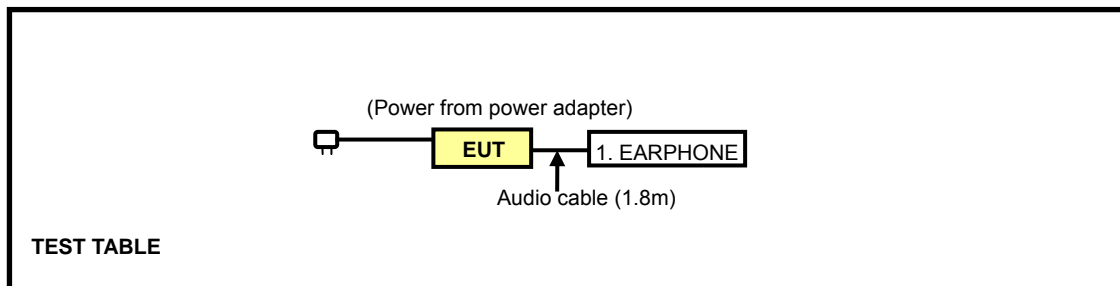 (Power from power adapter)
EUT
1. EARPHONE
Audio cable (1.8m)
TEST TABLE